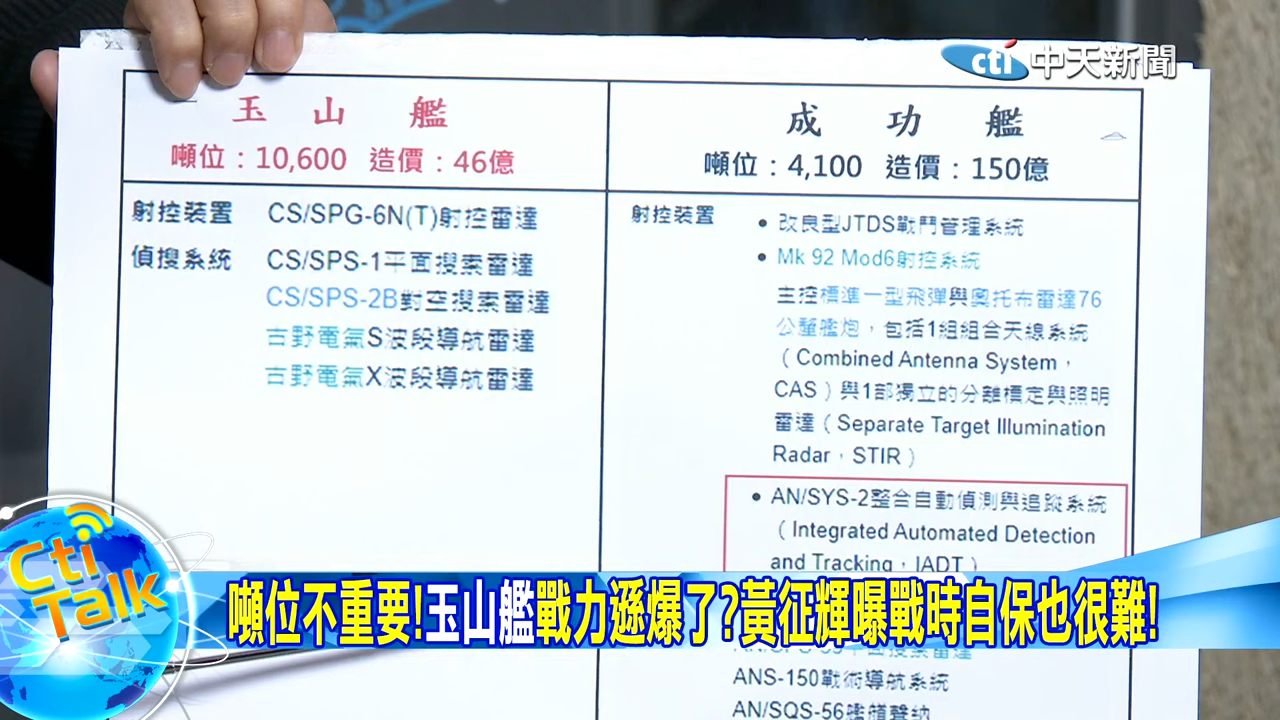 cti 中天新聞
玉山艦
噸位：10,600 造價：46億
成功艦
噸位：4,100 造價：150億
射控裝置 CS/SPG-6N(T)射控雷達
偵搜系統 CS/SPS-1平面搜索雷達
CS/SPS-2B對空搜索雷達
古野電氣S波段導航雷達
古野電氣X波段導航雷達
射控裝置
• 改良型JTDS戰鬥管理系統
• Mk 92 Mod6射控系統
主控標準一型飛彈與奧托布雷達76
公釐艦炮，包括1組組合天線系統
（Combined Antenna System，
CAS）與1部獨立的分離標定與照明
雷達（Separate Target Illumination
Radar，STIR）
• AN/SYS-2整合自動偵測與追蹤系統
（Integrated Automated Detection
and Tracking，IADT）
Cti Talk
噸位不重要!玉山艦戰力遜爆了?黃征輝曝戰時自保也很難!
平面搜索雷達
ANS-150戰術導航系統
AN/SQS-56艦艏聲納